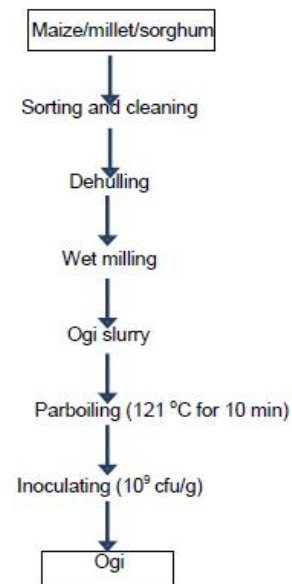 Maize/millet/sorghum
Sorting and cleaning
Dehulling
Wet milling
Ogi slurry
Parboiling (121 °C for 10 min)
Inoculating (10⁹ cfu/g)
Ogi